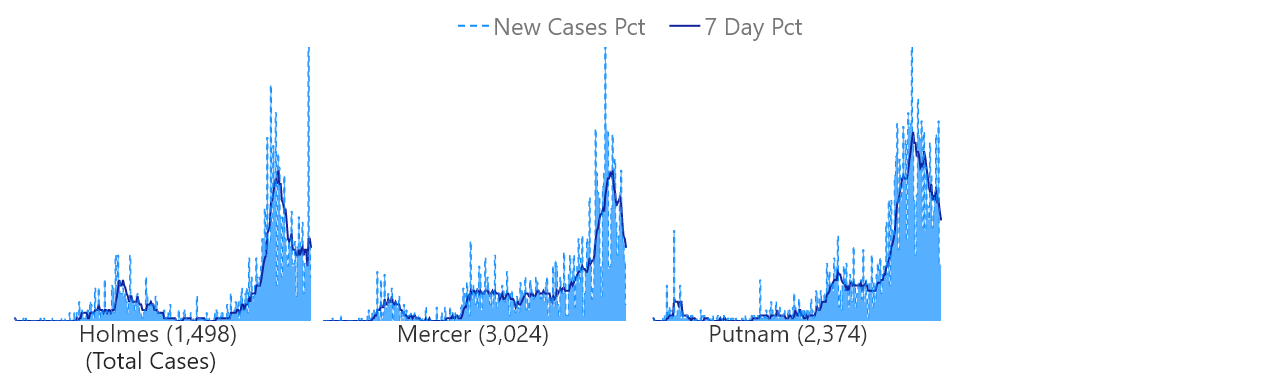 New Cases Pct 7 Day Pct
Holmes (1,498) Mercer (3,024) Putnam (2,374)
(Total Cases)